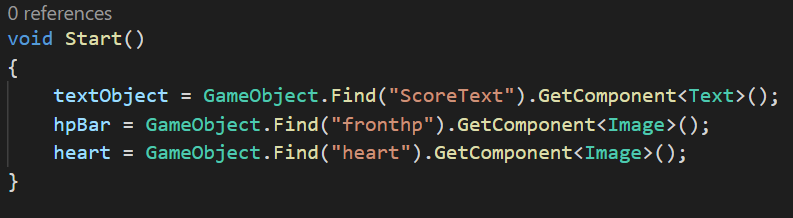 0 references
void Start()
{
    textObject = GameObject.Find("ScoreText").GetComponent<Text>();
    hpBar = GameObject.Find("fronthp").GetComponent<Image>();
    heart = GameObject.Find("heart").GetComponent<Image>();
}